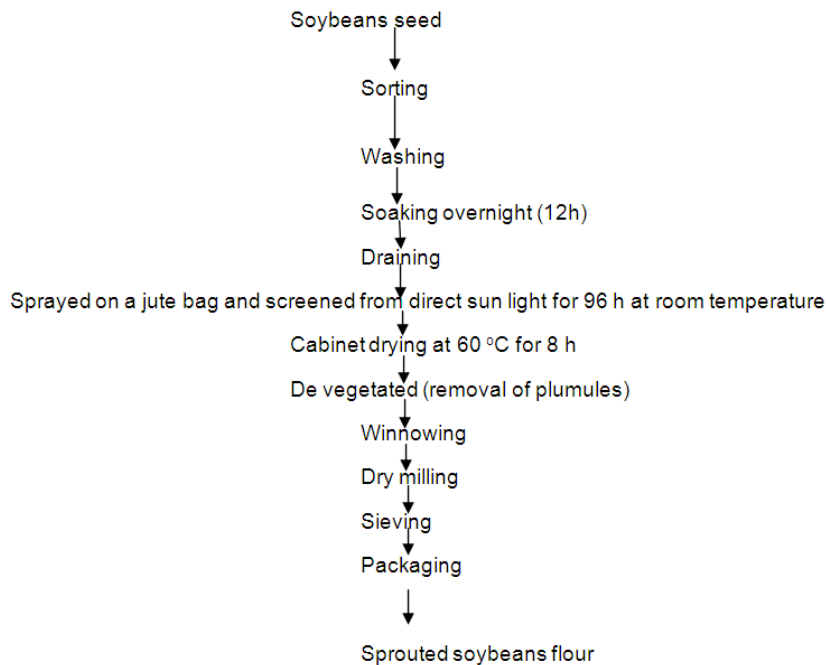 Soybeans seed
Sorting
Washing
Soaking overnight (12h)
Draining
Sprayed on a jute bag and screened from direct sun light for 96 h at room temperature
Cabinet drying at 60 ⁰C for 8 h
De vegetated (removal of plumules)
Winnowing
Dry milling
Sieving
Packaging
Sprouted soybeans flour